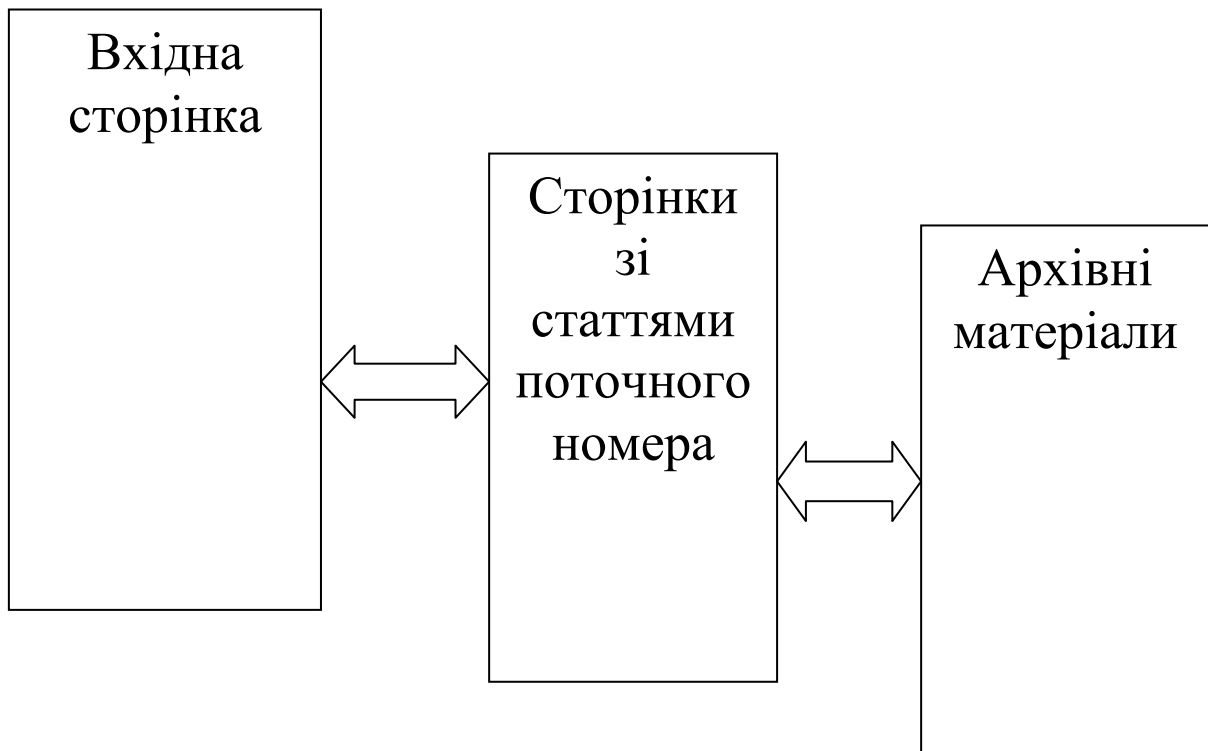 Вхідна
сторінка
Сторінки
зі
статтями
поточного
номера
Архівні
матеріали